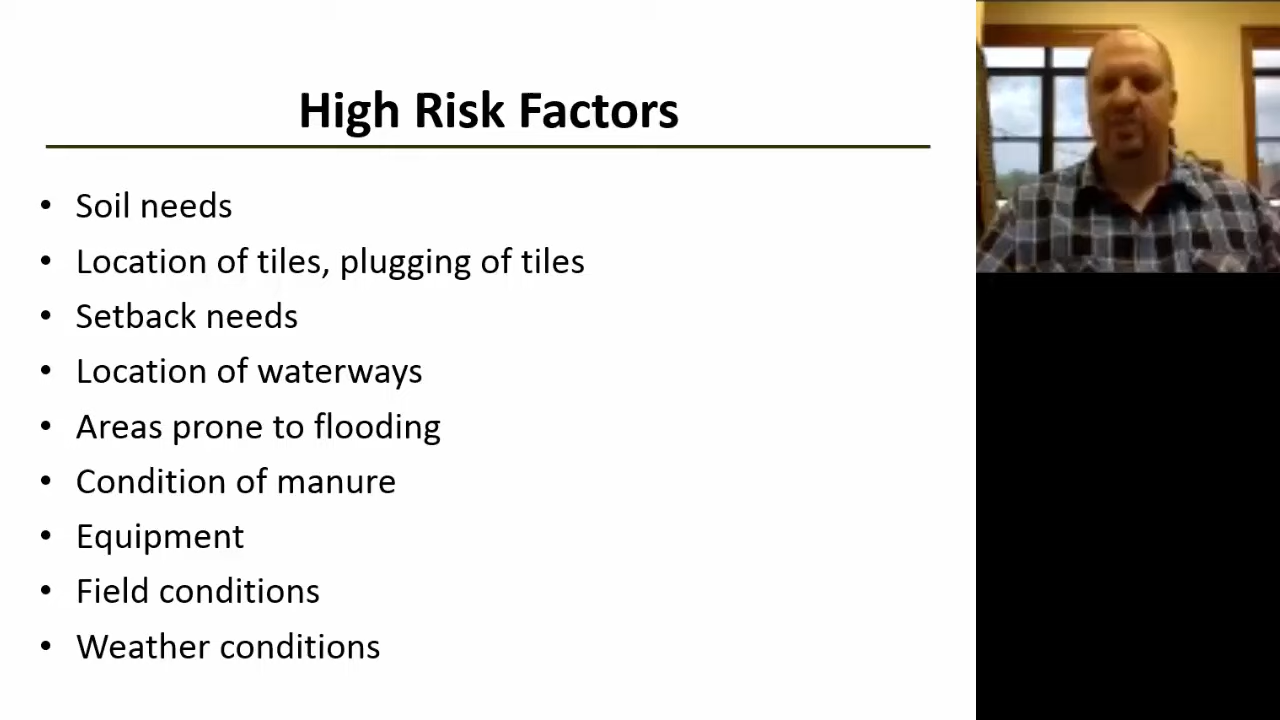 High Risk Factors
• Soil needs
• Location of tiles, plugging of tiles
• Setback needs
• Location of waterways
• Areas prone to flooding
• Condition of manure
• Equipment
• Field conditions
• Weather conditions